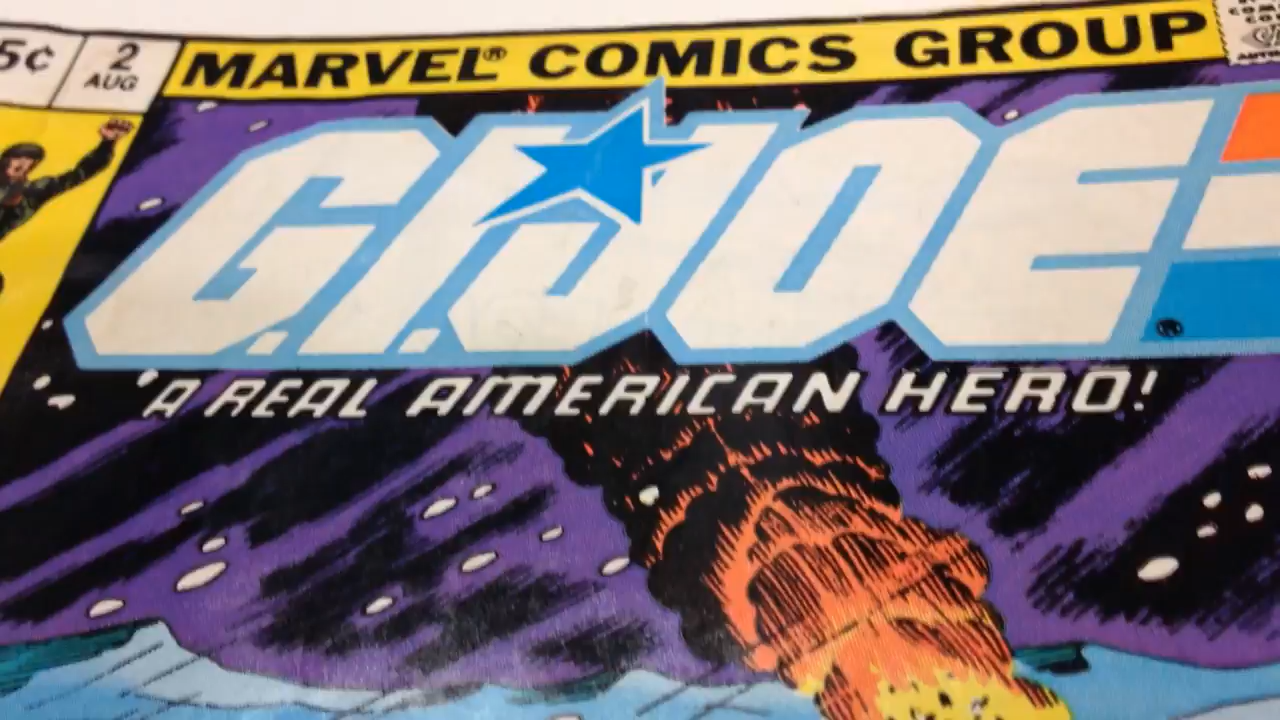 5¢
2
AUG
MARVEL® COMICS GROUP
G.I. JOE
A REAL AMERICAN HERO!